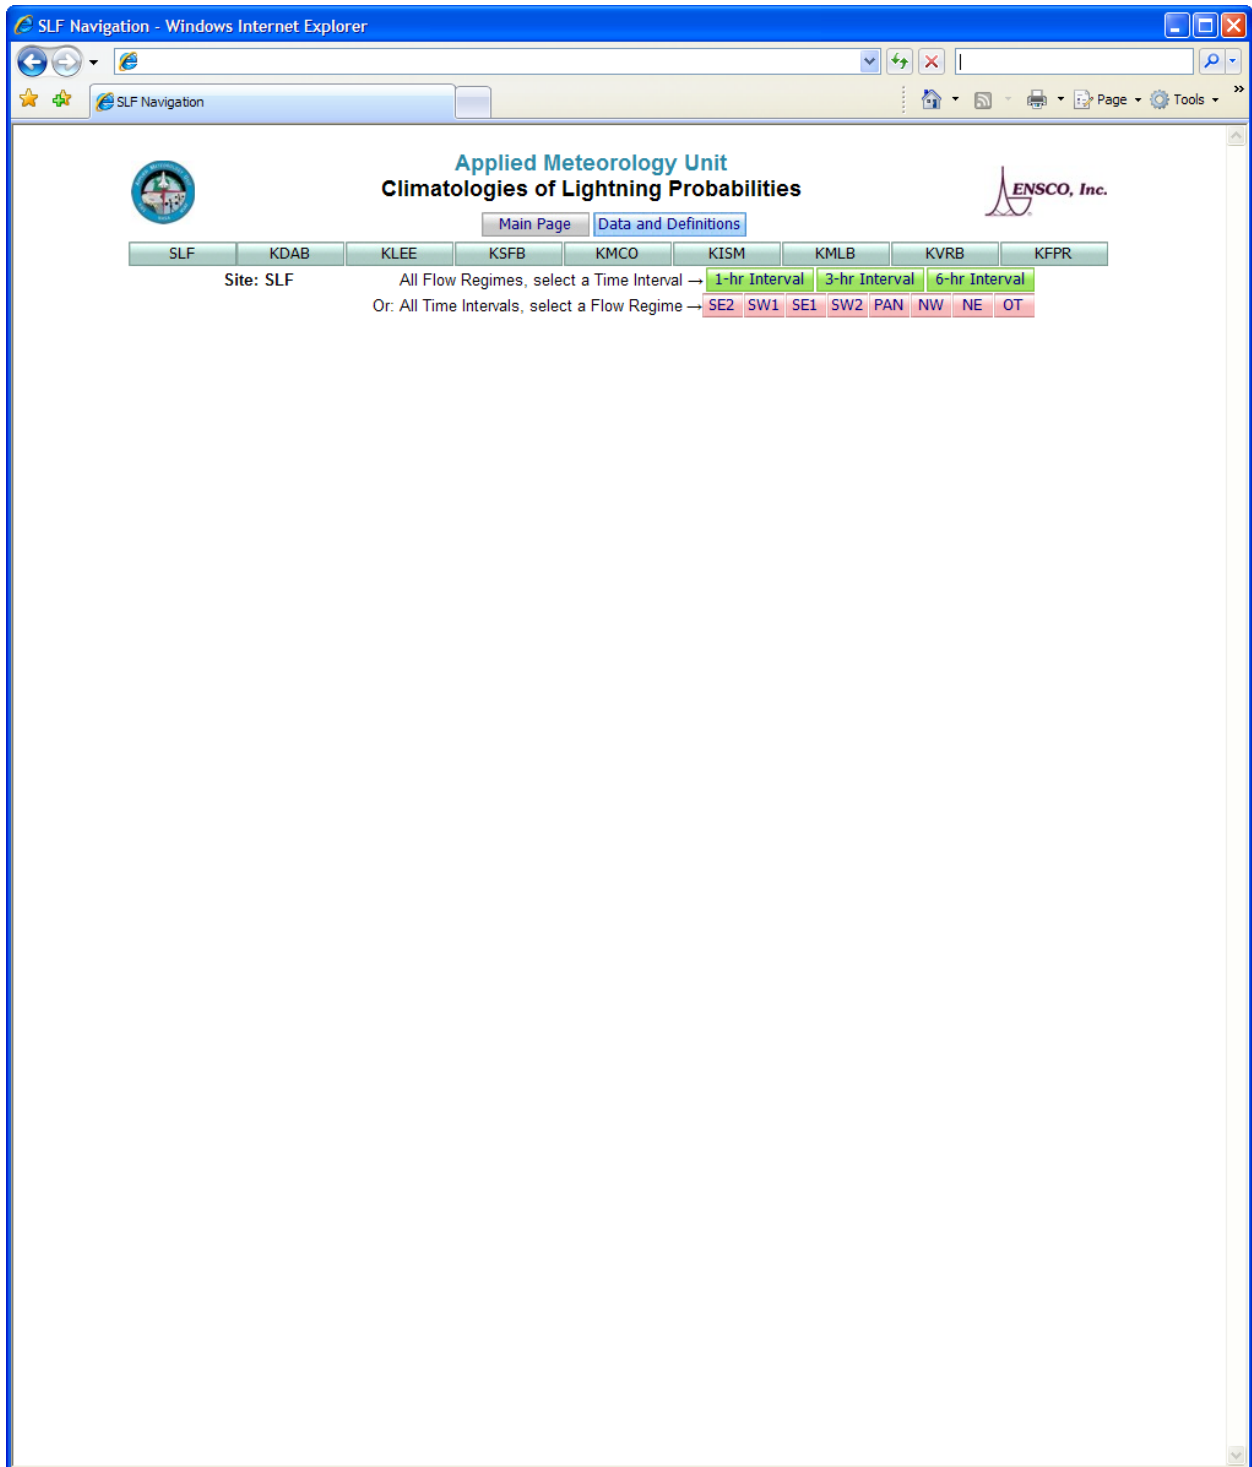 SLF Navigation - Windows Internet Explorer
SLF Navigation
Page
Tools
»
Applied Meteorology Unit
Climatologies of Lightning Probabilities
ENSCO, Inc.
Main Page Data and Definitions
SLF KDAB KLEE KSFB KMCO KISM KMLB KVRB KFPR
Site: SLF All Flow Regimes, select a Time Interval → 1-hr Interval 3-hr Interval 6-hr Interval
Or: All Time Intervals, select a Flow Regime → SE2 SW1 SE1 SW2 PAN NW NE OT